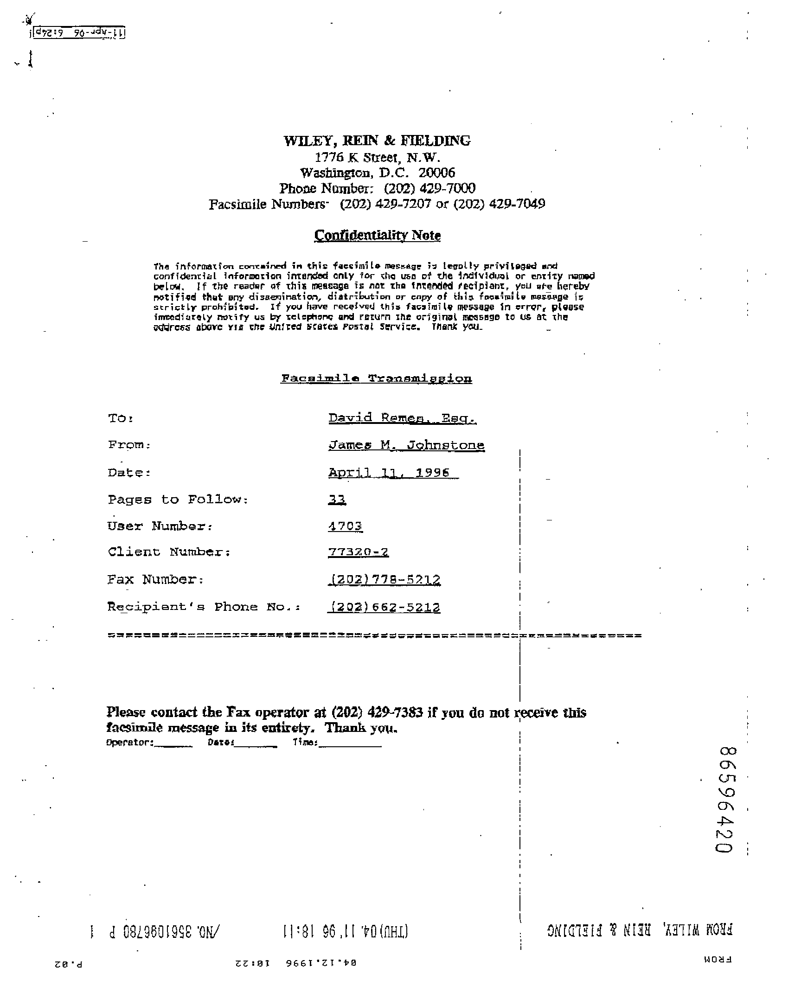 11-Apr-96 6:24p
WILEY, REIN & FIELDING
1776 K Street, N.W.
Washington, D.C. 20006
Phone Number: (202) 429-7000
Facsimile Numbers- (202) 429-7207 or (202) 429-7049
Confidentiality Note
The information contained in this facsimile message is legally privileged and
confidential information intended only for the use of the individual or entity named
below. If the reader of this message is not the intended recipient, you are hereby
notified that any dissemination, distribution or copy of this facsimile message is
strictly prohibited. If you have received this facsimile message in error, please
immediately notify us by telephone and return the original message to us at the
address above via the United States Postal Service. Thank you.
Facsimile Transmission
To: David Remes, Esq.
From: James M. Johnstone
Date: April 11, 1996
Pages to Follow: 33
User Number: 4703
Client Number: 77320-2
Fax Number: (202)778-5212
Recipient's Phone No.: (202)662-5212
Please contact the Fax operator at (202) 429-7383 if you do not receive this
facsimile message in its entirety. Thank you.
Operator:______ Date:______ Time:_________
86596420
FROM WILEY, REIN & FIELDING (THU) 04. 11' 96 18:11 /NO. 3561096780 P 1
FROM 04.12.1996 10:22 P.02